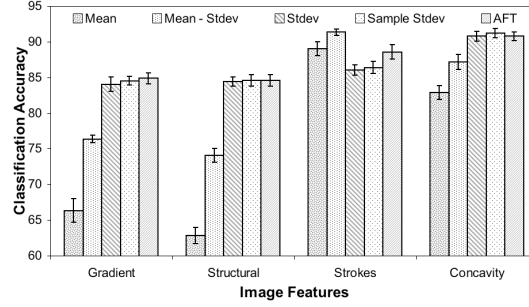 95
Mean Mean - Stdev Stdev Sample Stdev AFT
90
85
80
75
70
65
60
Classification Accuracy
Gradient Structural Strokes Concavity
Image Features